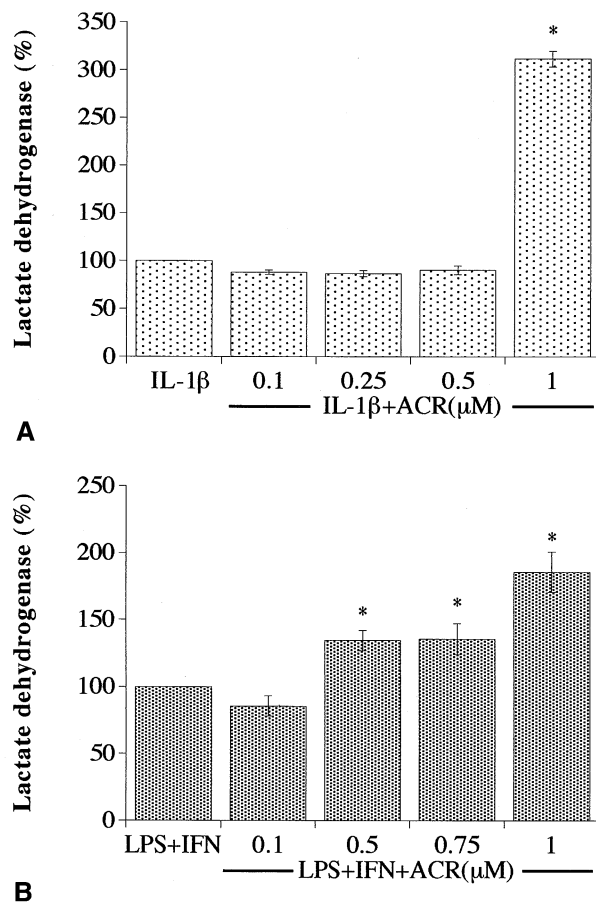 Lactate dehydrogenase (%)
350
300
250
200
150
100
50
0
*
IL-1β 0.1 0.25 0.5 1
IL-1β+ACR(μM)
A
Lactate dehydrogenase (%)
250
200
150
100
50
0
* * *
LPS+IFN 0.1 0.5 0.75 1
LPS+IFN+ACR(μM)
B